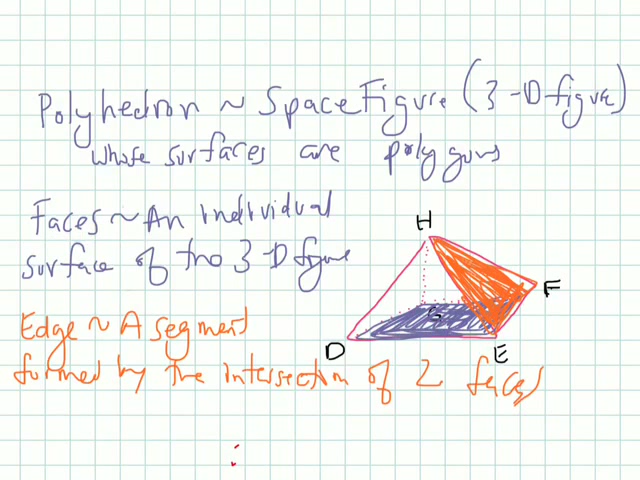 Polyhedron ~ Space Figure (3-D figure)
whose surfaces are polygons
Faces ~ An individual
surface of the 3-D figure
Edge ~ A segment
formed by the intersection of 2 faces
H
F
G
D
E